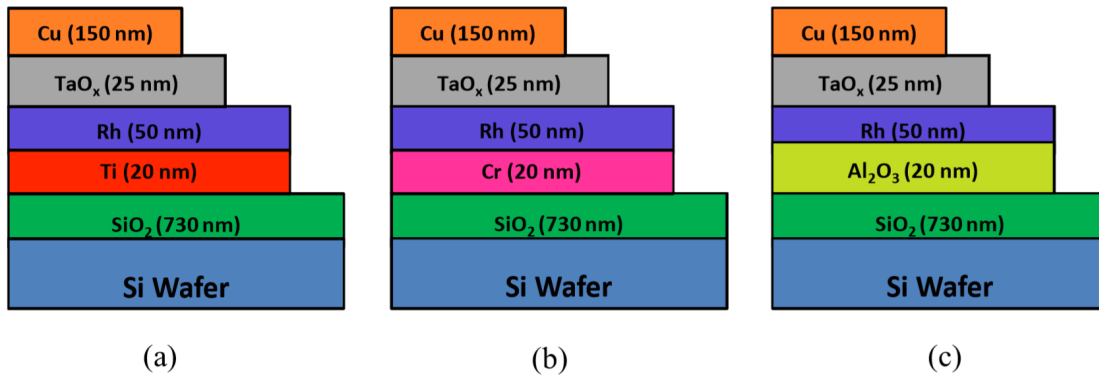 Cu (150 nm)
TaOx (25 nm)
Rh (50 nm)
Ti (20 nm)
SiO2 (730 nm)
Si Wafer
(a)
Cu (150 nm)
TaOx (25 nm)
Rh (50 nm)
Cr (20 nm)
SiO2 (730 nm)
Si Wafer
(b)
Cu (150 nm)
TaOx (25 nm)
Rh (50 nm)
Al2O3 (20 nm)
SiO2 (730 nm)
Si Wafer
(c)